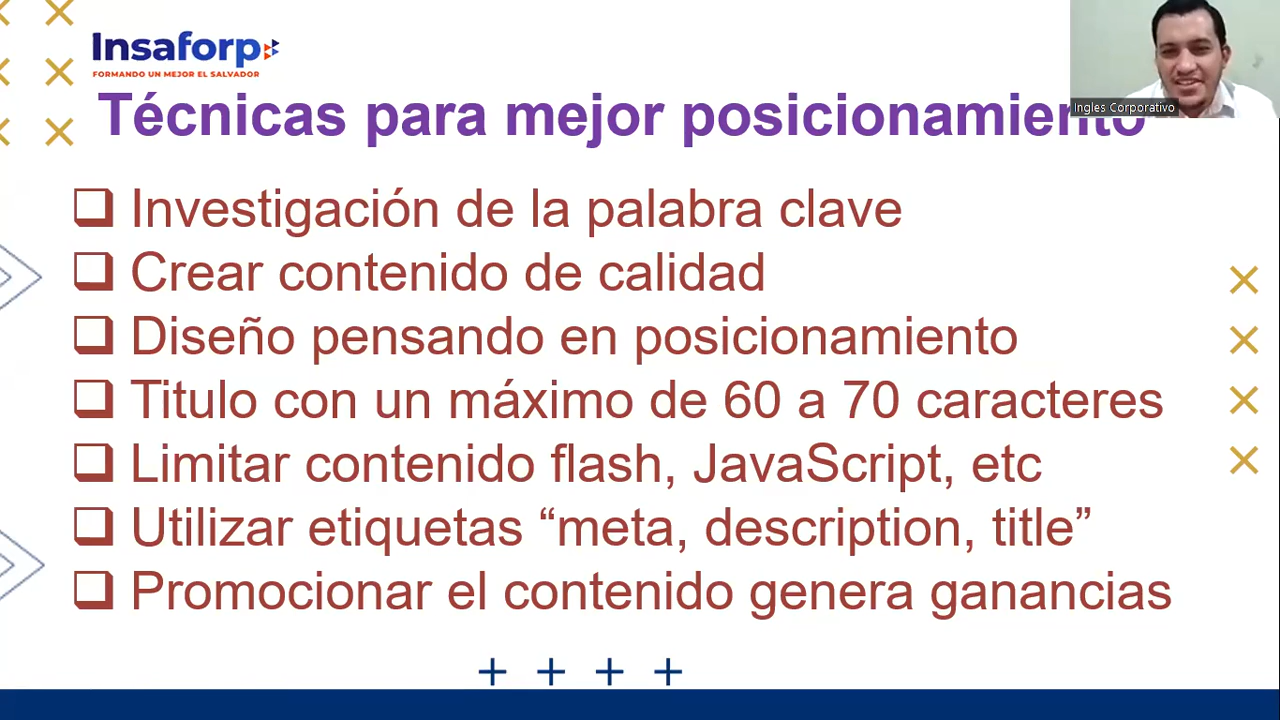 Insaforp
FORMANDO UN MEJOR EL SALVADOR
Técnicas para mejor posicionamiento
Ingles Corporativo
Investigación de la palabra clave
Crear contenido de calidad
Diseño pensando en posicionamiento
Titulo con un máximo de 60 a 70 caracteres
Limitar contenido flash, JavaScript, etc
Utilizar etiquetas “meta, description, title”
Promocionar el contenido genera ganancias